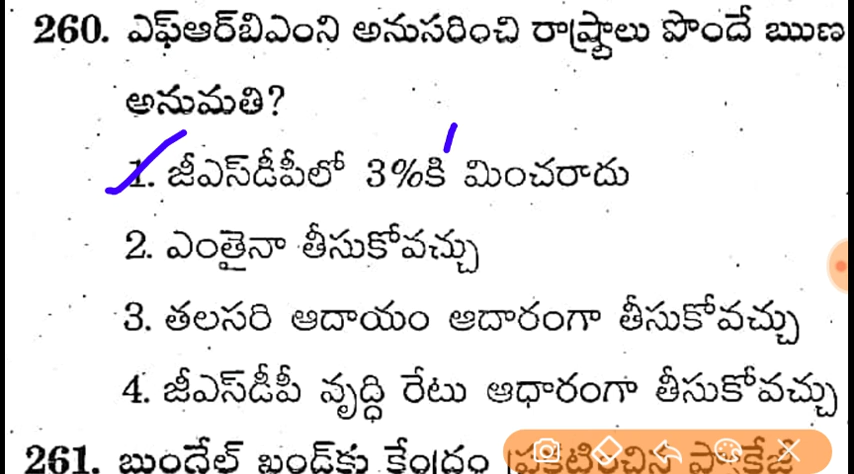 260. ఎఫ్ఆర్‌బిఎంని అనుసరించి రాష్ట్రాలు పొందే ఋణ
అనుమతి?
1. జీఎస్‌డీపీలో 3%కి మించరాదు
2. ఎంతైనా తీసుకోవచ్చు
3. తలసరి ఆదాయం ఆదారంగా తీసుకోవచ్చు
4. జీఎస్‌డీపీ వృద్ధి రేటు ఆధారంగా తీసుకోవచ్చు
261. బుందేల్ ఖండ్‌కు కేంద్రం ప్రకటించిన